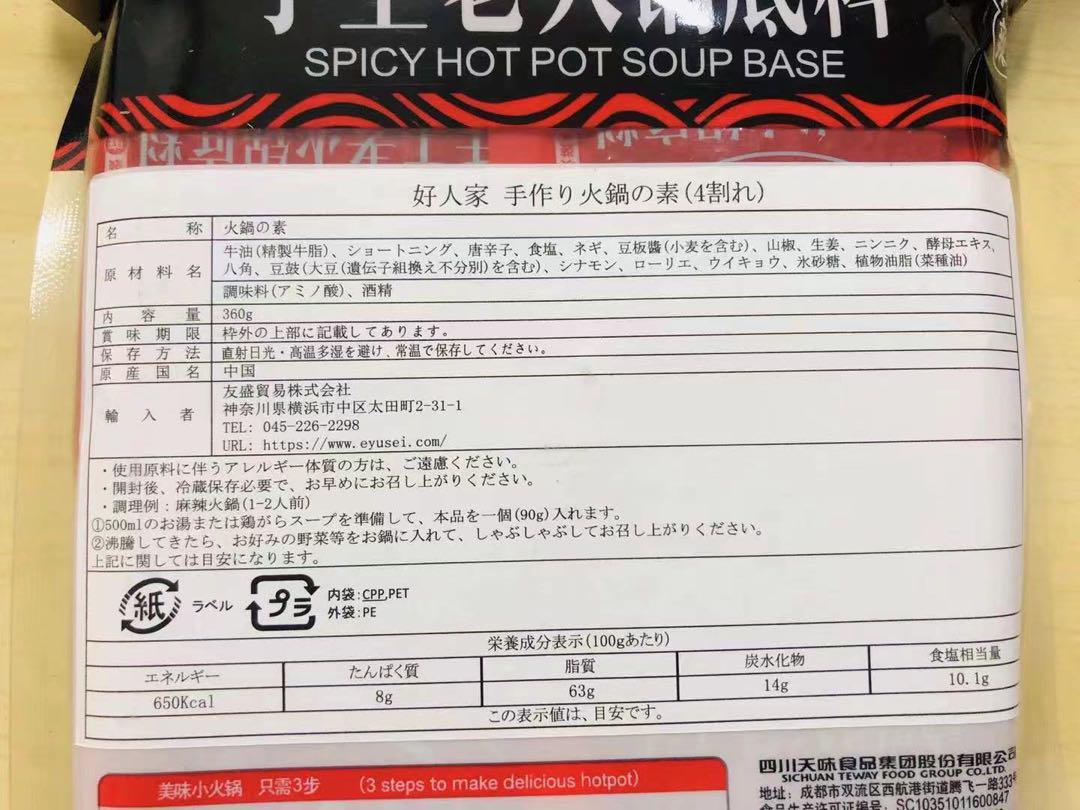 手工老火锅底料
SPICY HOT POT SOUP BASE
好人家 手作り火鍋の素(4割れ)
名 称 火鍋の素
原材料名 牛油(精製牛脂)、ショートニング、唐辛子、食塩、ネギ、豆板醬(小麦を含む)、山椒、生姜、ニンニク、酵母エキス、
八角、豆鼓(大豆(遺伝子組換え不分別)を含む)、シナモン、ローリエ、ウイキョウ、氷砂糖、植物油脂(菜種油)
調味料(アミノ酸)、酒精
内容量 360g
賞味期限 枠外の上部に記載してあります。
保存方法 直射日光・高温多湿を避け、常温で保存してください。
原産国名 中国
輸入者 友盛貿易株式会社
神奈川県横浜市中区太田町2-31-1
TEL: 045-226-2298
URL: https://www.eyusei.com/
・使用原料に伴うアレルギー体質の方は、ご遠慮ください。
・開封後、冷蔵保存必要で、お早めにお召し上がりください。
・調理例：麻辣火鍋(1-2人前)
①500mlのお湯または鶏がらスープを準備して、本品を一個(90g)入れます。
②沸騰してきたら、お好みの野菜等をお鍋に入れて、しゃぶしゃぶしてお召し上がりください。
上記に関しては目安になります。
紙 ラベル プラ 内袋:CPP,PET
外袋:PE
栄養成分表示(100gあたり)
エネルギー たんぱく質 脂質 炭水化物 食塩相当量
650Kcal 8g 63g 14g 10.1g
この表示値は、目安です。
美味小火锅 只需3步 (3 steps to make delicious hotpot)
四川天味食品集团股份有限公司
SICHUAN TEWAY FOOD GROUP CO.,LTD.
地址：成都市双流区西航港街道腾飞一路333号
食品生产许可证编号：SC10351011600847